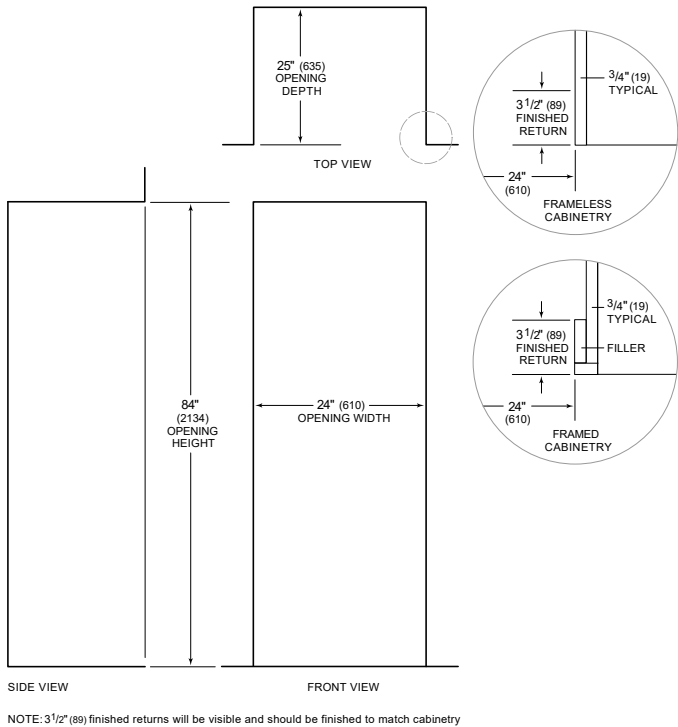 25" (635)
OPENING
DEPTH
TOP VIEW
3/4" (19)
TYPICAL
3 1/2" (89)
FINISHED
RETURN
24"
(610)
FRAMELESS
CABINETRY
3/4" (19)
TYPICAL
3 1/2" (89)
FINISHED
RETURN
FILLER
24"
(610)
FRAMED
CABINETRY
84"
(2134)
OPENING
HEIGHT
24" (610)
OPENING WIDTH
SIDE VIEW
FRONT VIEW
NOTE: 3 1/2" (89) finished returns will be visible and should be finished to match cabinetry